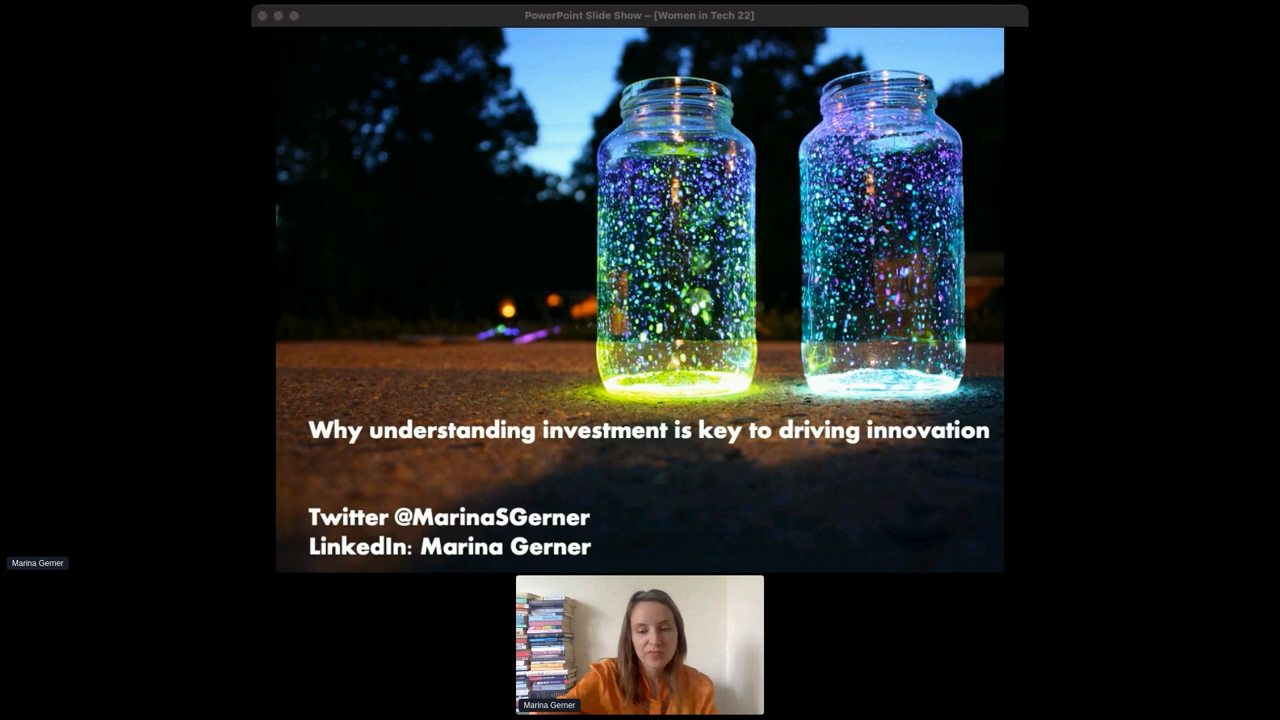 PowerPoint Slide Show – [Women in Tech 22]
Why understanding investment is key to driving innovation
Twitter @MarinaSGerner
LinkedIn: Marina Gerner
Marina Gerner
Marina Gerner